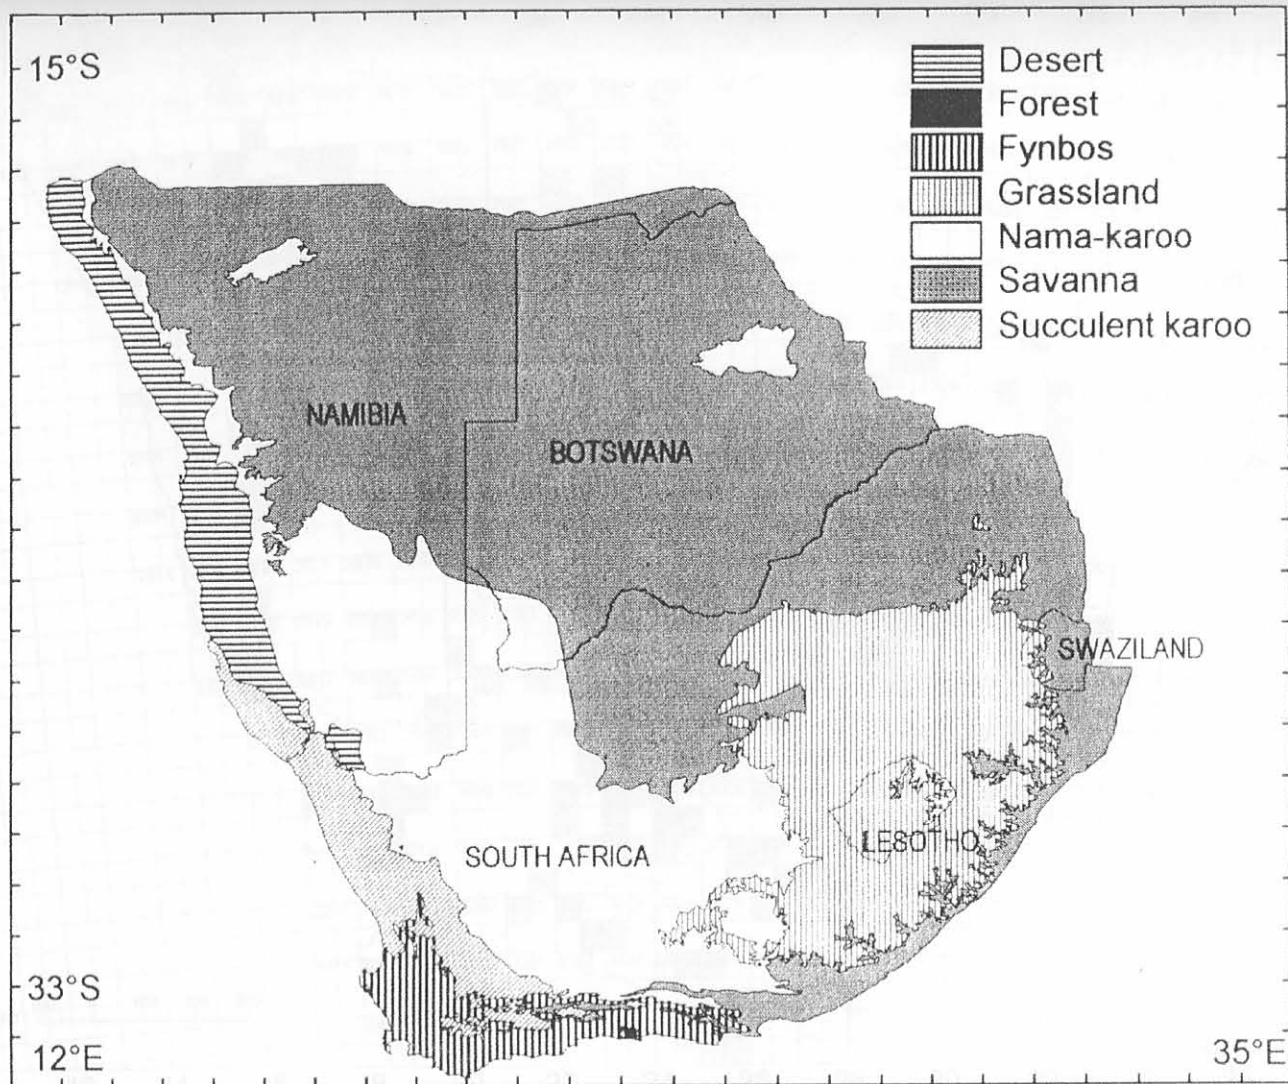 15°S
Desert
Forest
Fynbos
Grassland
Nama-karoo
Savanna
Succulent karoo
NAMIBIA
BOTSWANA
SWAZILAND
SOUTH AFRICA
LESOTHO
33°S
12°E
35°E